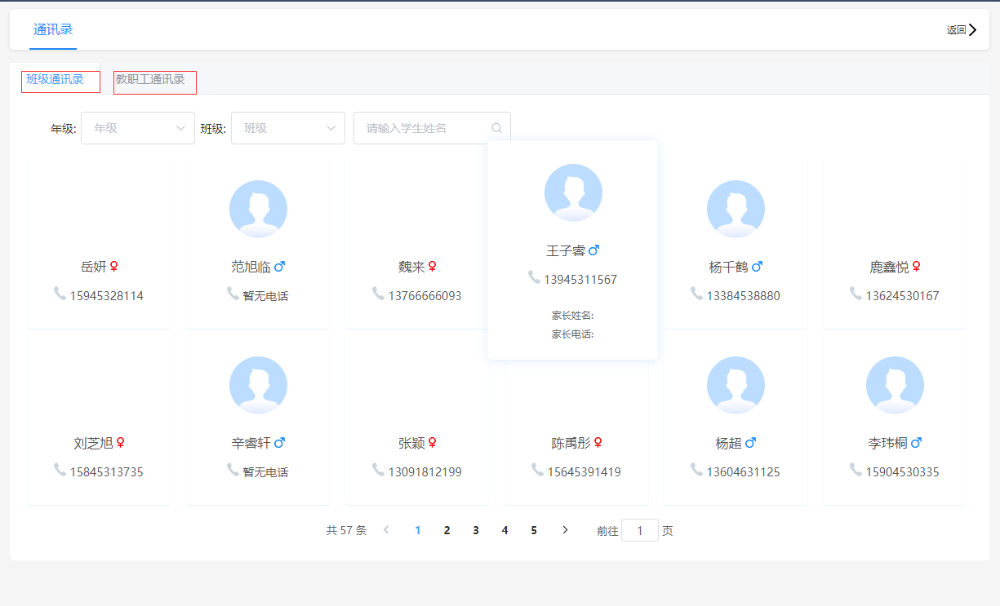 通讯录 返回
班级通讯录 教职工通讯录
年级: 年级 班级: 班级 请输入学生姓名
岳妍 范旭临 魏来 王子睿 杨千鹤 鹿鑫悦
15945328114 暂无电话 13766666093 13945311567 13384538880 13624530167
家长姓名:
家长电话:
刘芝旭 辛睿轩 张颖 陈禹彤 杨超 李玮桐
15845313735 暂无电话 13091812199 15645391419 13604631125 15904530335
共 57 条 1 2 3 4 5 前往 1 页